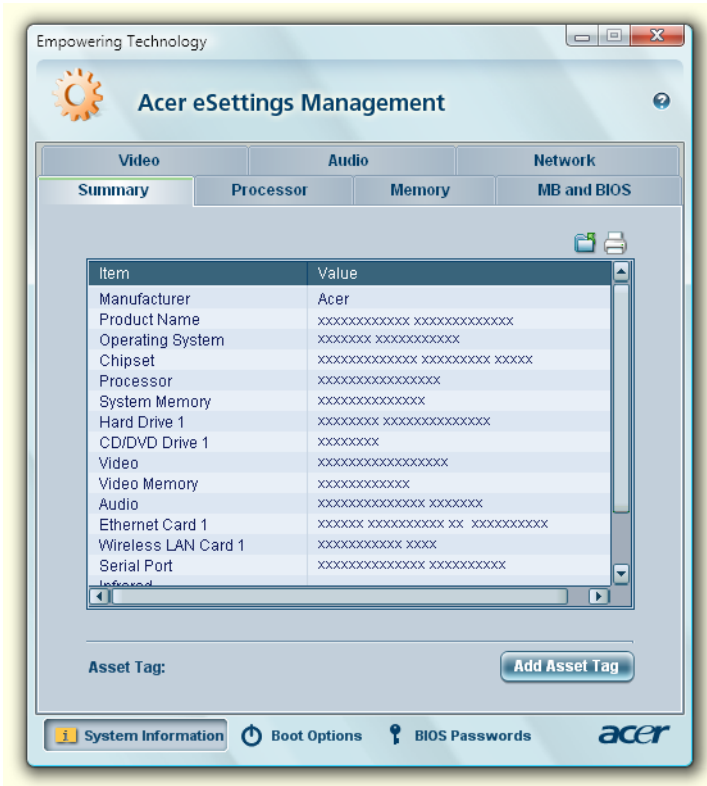 Empowering Technology
Acer eSettings Management
Video Audio Network
Summary Processor Memory MB and BIOS
Item Value
Manufacturer Acer
Product Name xxxxxxxxxxxx xxxxxxxxxxxxx
Operating System xxxxxxx xxxxxxxxxxx
Chipset xxxxxxxxxxxxx xxxxxxxxx xxxxx
Processor xxxxxxxxxxxxxxxx
System Memory xxxxxxxxxxxxxx
Hard Drive 1 xxxxxxxx xxxxxxxxxxxxxx
CD/DVD Drive 1 xxxxxxxx
Video xxxxxxxxxxxxxxxxx
Video Memory xxxxxxxxxxxx
Audio xxxxxxxxxxxxxx xxxxxxx
Ethernet Card 1 xxxxxx xxxxxxxxxx xx xxxxxxxxxx
Wireless LAN Card 1 xxxxxxxxxxx xxxx
Serial Port xxxxxxxxxxxxxx xxxxxxxxxx
Infrared
Asset Tag: Add Asset Tag
System Information Boot Options BIOS Passwords acer